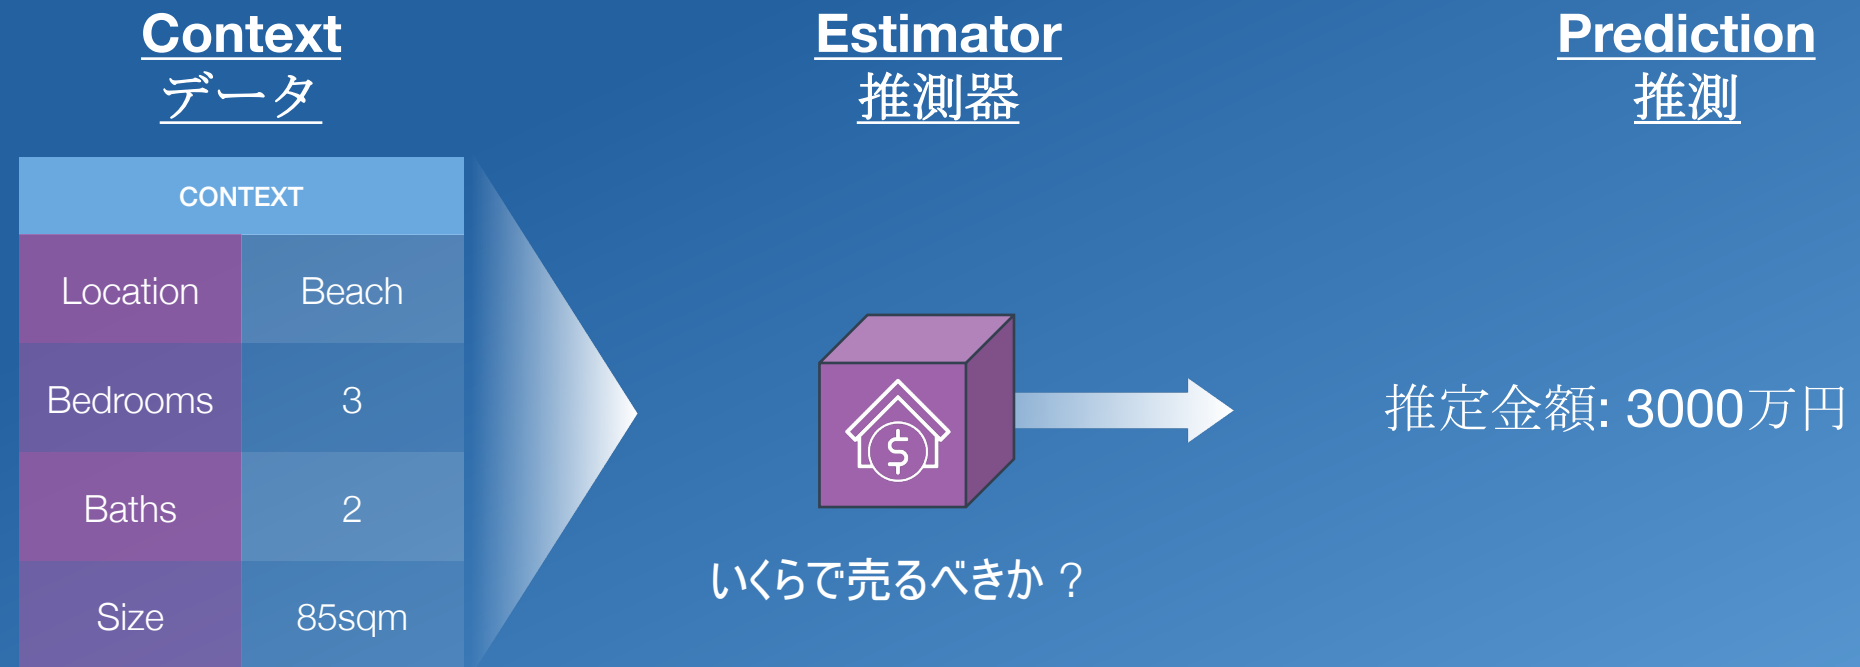 Context
データ
Estimator
推測器
Prediction
推測
CONTEXT
Location Beach
Bedrooms 3
Baths 2
Size 85sqm
$
いくらで売るべきか ?
推定金額: 3000万円